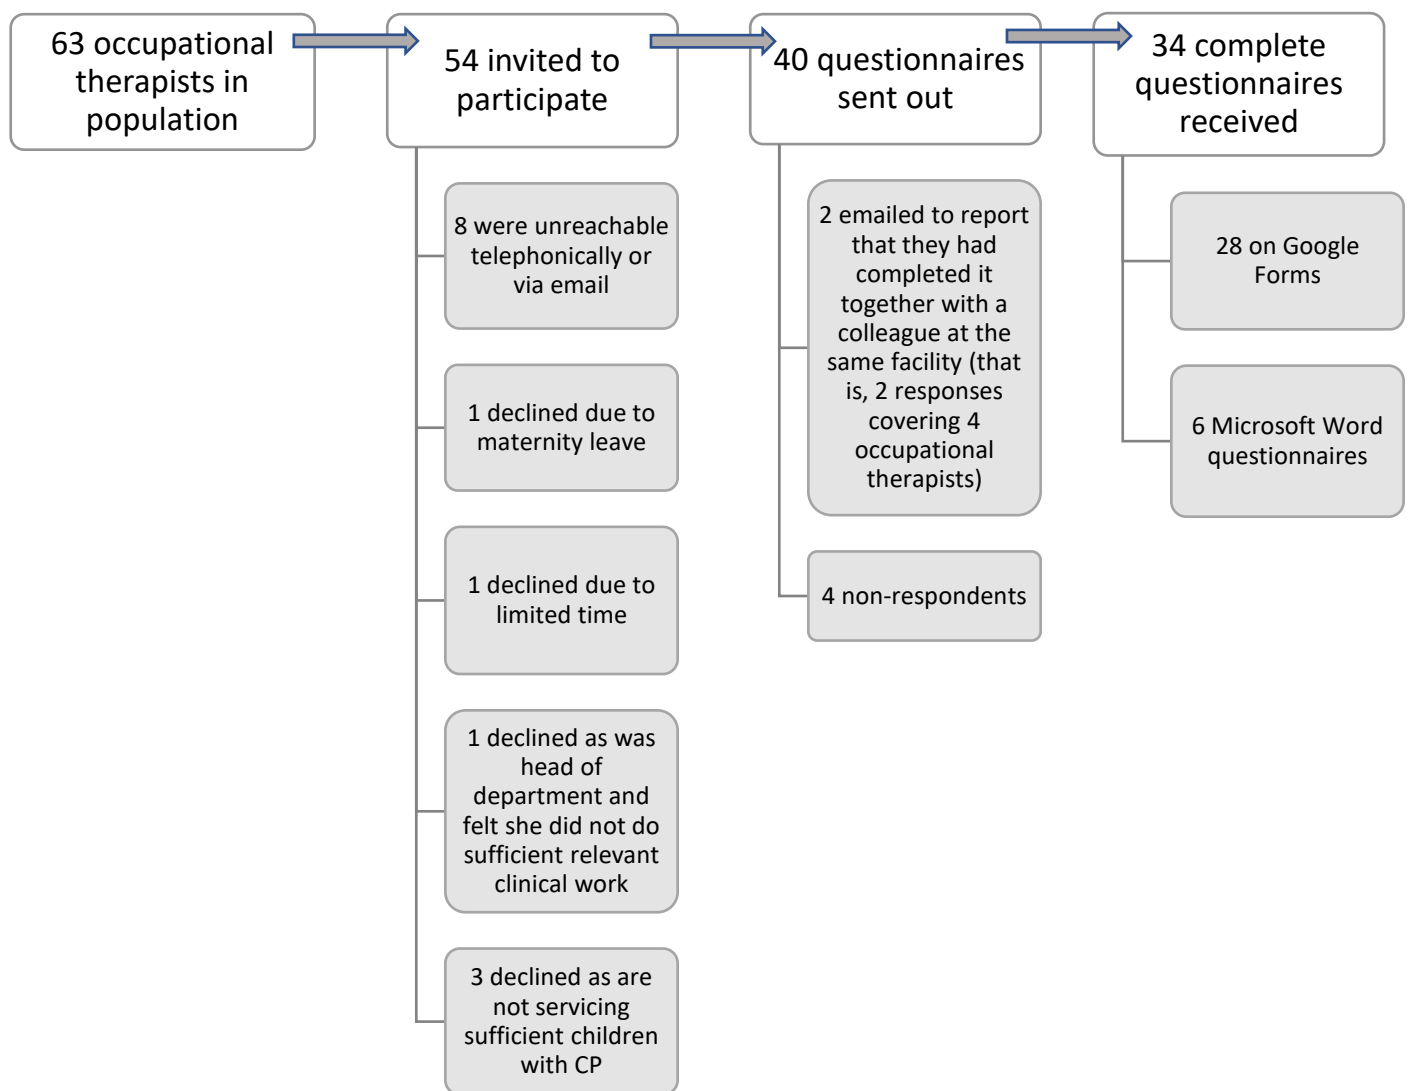 63 occupational
therapists in
population
54 invited to
participate
8 were unreachable
telephonically or
via email
1 declined due to
maternity leave
1 declined due to
limited time
1 declined as was
head of
department and
felt she did not do
sufficient relevant
clinical work
3 declined as are
not servicing
sufficient children
with CP
40 questionnaires
sent out
2 emailed to report
that they had
completed it
together with a
colleague at the
same facility (that
is, 2 responses
covering 4
occupational
therapists)
4 non-respondents
34 complete
questionnaires
received
28 on Google
Forms
6 Microsoft Word
questionnaires